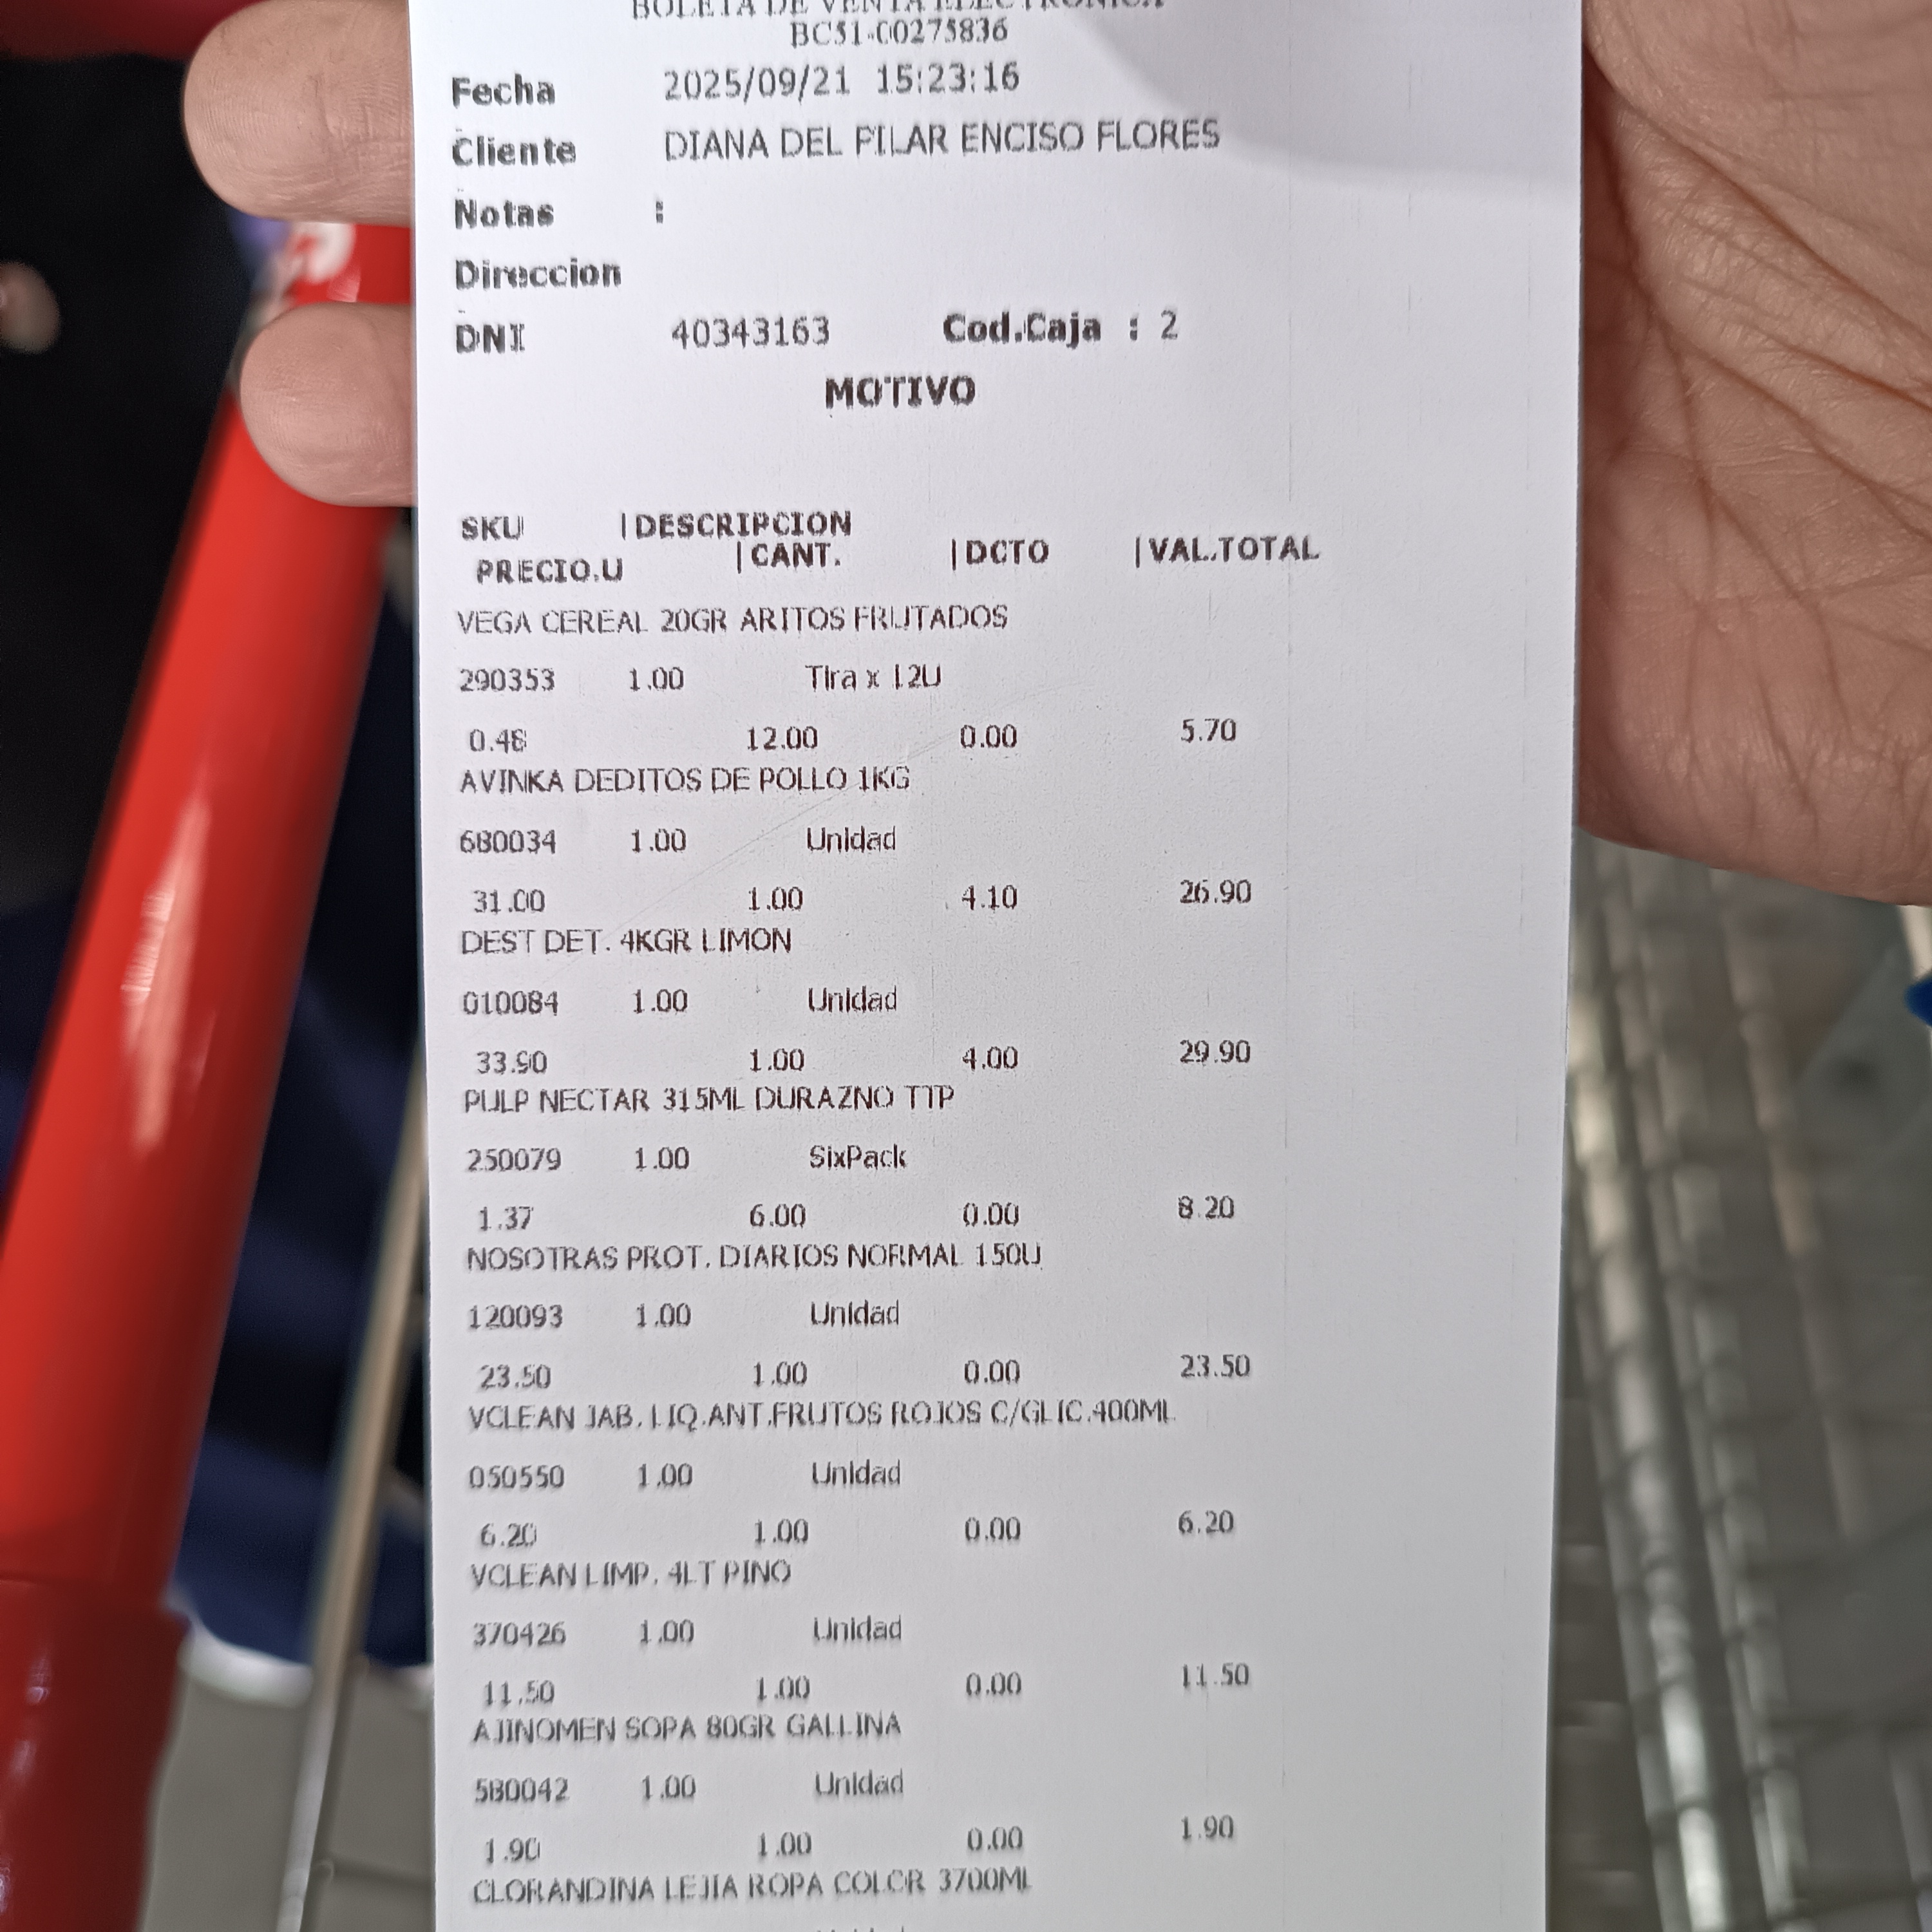 BOLETA DE VENTA ELECTRONICA
BC51-00275836
Fecha 2025/09/21 15:23:16
Cliente DIANA DEL PILAR ENCISO FLORES
Notas :
Direccion
DNI 40343163 Cod.Caja : 2
MOTIVO
SKU |DESCRIPCION
PRECIO.U |CANT. |DCTO |VAL.TOTAL
VEGA CEREAL 20GR ARITOS FRUTADOS
290353 1.00 Tira x 12U
0.48 12.00 0.00 5.70
AVINKA DEDITOS DE POLLO 1KG
680034 1.00 Unidad
31.00 1.00 4.10 26.90
DEST DET. 4KGR LIMON
010084 1.00 Unidad
33.90 1.00 4.00 29.90
PULP NECTAR 315ML DURAZNO TTP
250079 1.00 SixPack
1.37 6.00 0.00 8.20
NOSOTRAS PROT. DIARIOS NORMAL 150U
120093 1.00 Unidad
23.50 1.00 0.00 23.50
VCLEAN JAB. LIQ.ANT.FRUTOS ROJOS C/GLIC.400ML
050550 1.00 Unidad
6.20 1.00 0.00 6.20
VCLEAN LIMP. 4LT PINO
370426 1.00 Unidad
11.50 1.00 0.00 11.50
AJINOMEN SOPA 80GR GALLINA
580042 1.00 Unidad
1.90 1.00 0.00 1.90
CLORANDINA LEJIA ROPA COLOR 3700ML